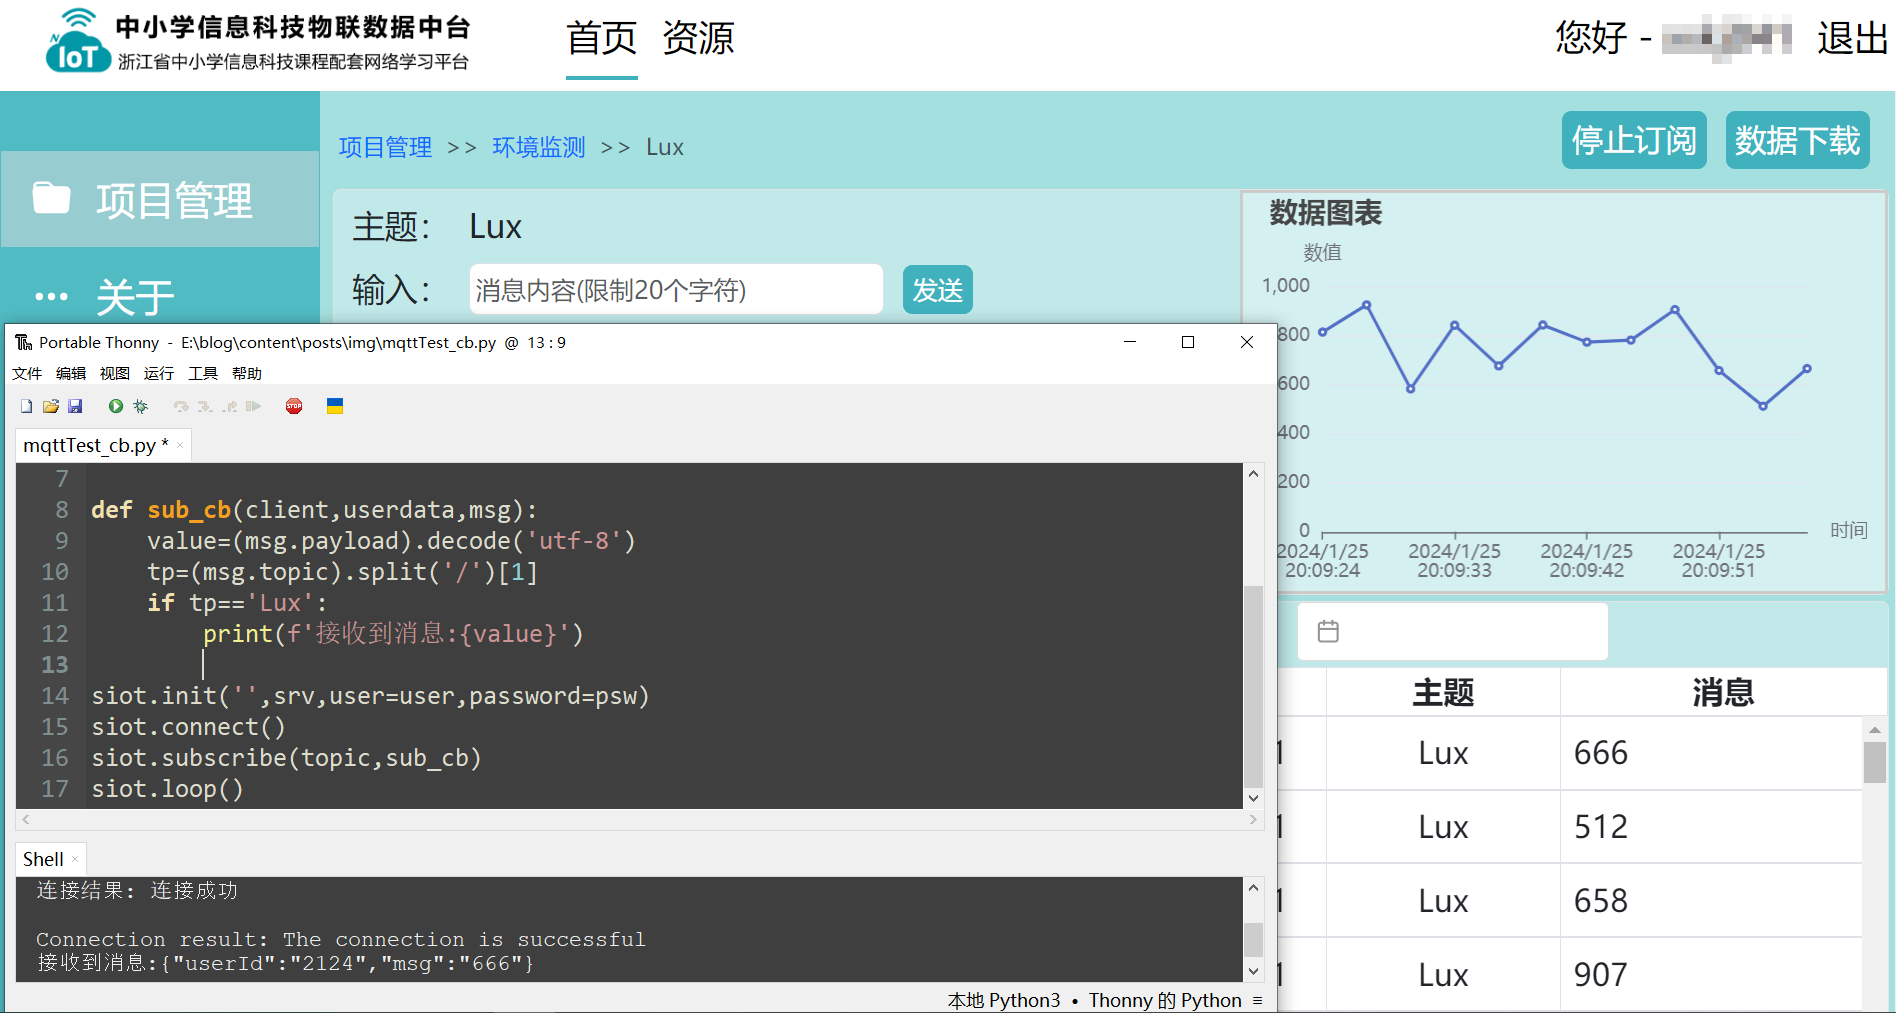 中小学信息科技物联数据中台
IoT 浙江省中小学信息科技课程配套网络学习平台
首页 资源
您好 - 退出
项目管理
关于
项目管理 >> 环境监测 >> Lux
停止订阅 数据下载
主题： Lux
输入： 消息内容(限制20个字符) 发送
数据图表
数值
1,000
800
600
400
200
0
时间
2024/1/25 20:09:24
2024/1/25 20:09:33
2024/1/25 20:09:42
2024/1/25 20:09:51
主题 消息
1 Lux 666
1 Lux 512
1 Lux 658
1 Lux 907
Portable Thonny - E:\blog\content\posts\img\mqttTest_cb.py @ 13 : 9
文件 编辑 视图 运行 工具 帮助
STOP
mqttTest_cb.py *
7
8 def sub_cb(client,userdata,msg):
9     value=(msg.payload).decode('utf-8')
10     tp=(msg.topic).split('/')[1]
11     if tp=='Lux':
12         print(f'接收到消息:{value}')
13
14 siot.init('',srv,user=user,password=psw)
15 siot.connect()
16 siot.subscribe(topic,sub_cb)
17 siot.loop()
Shell
连接结果: 连接成功
Connection result: The connection is successful
接收到消息:{"userId":"2124","msg":"666"}
本地 Python3 • Thonny 的 Python ≡